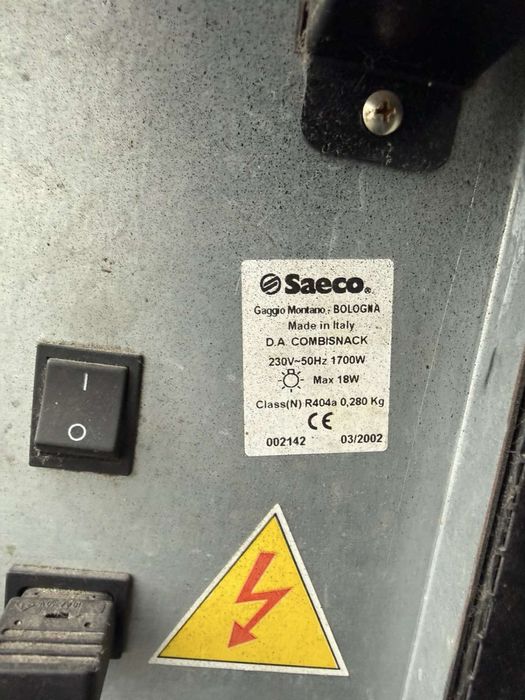 Saeco®
Gaggio Montano - BOLOGNA
Made in Italy
D.A. COMBISNACK
230V~50Hz 1700W
Max 18W
Class(N) R404a 0,280 Kg
CE
002142 03/2002
I
O